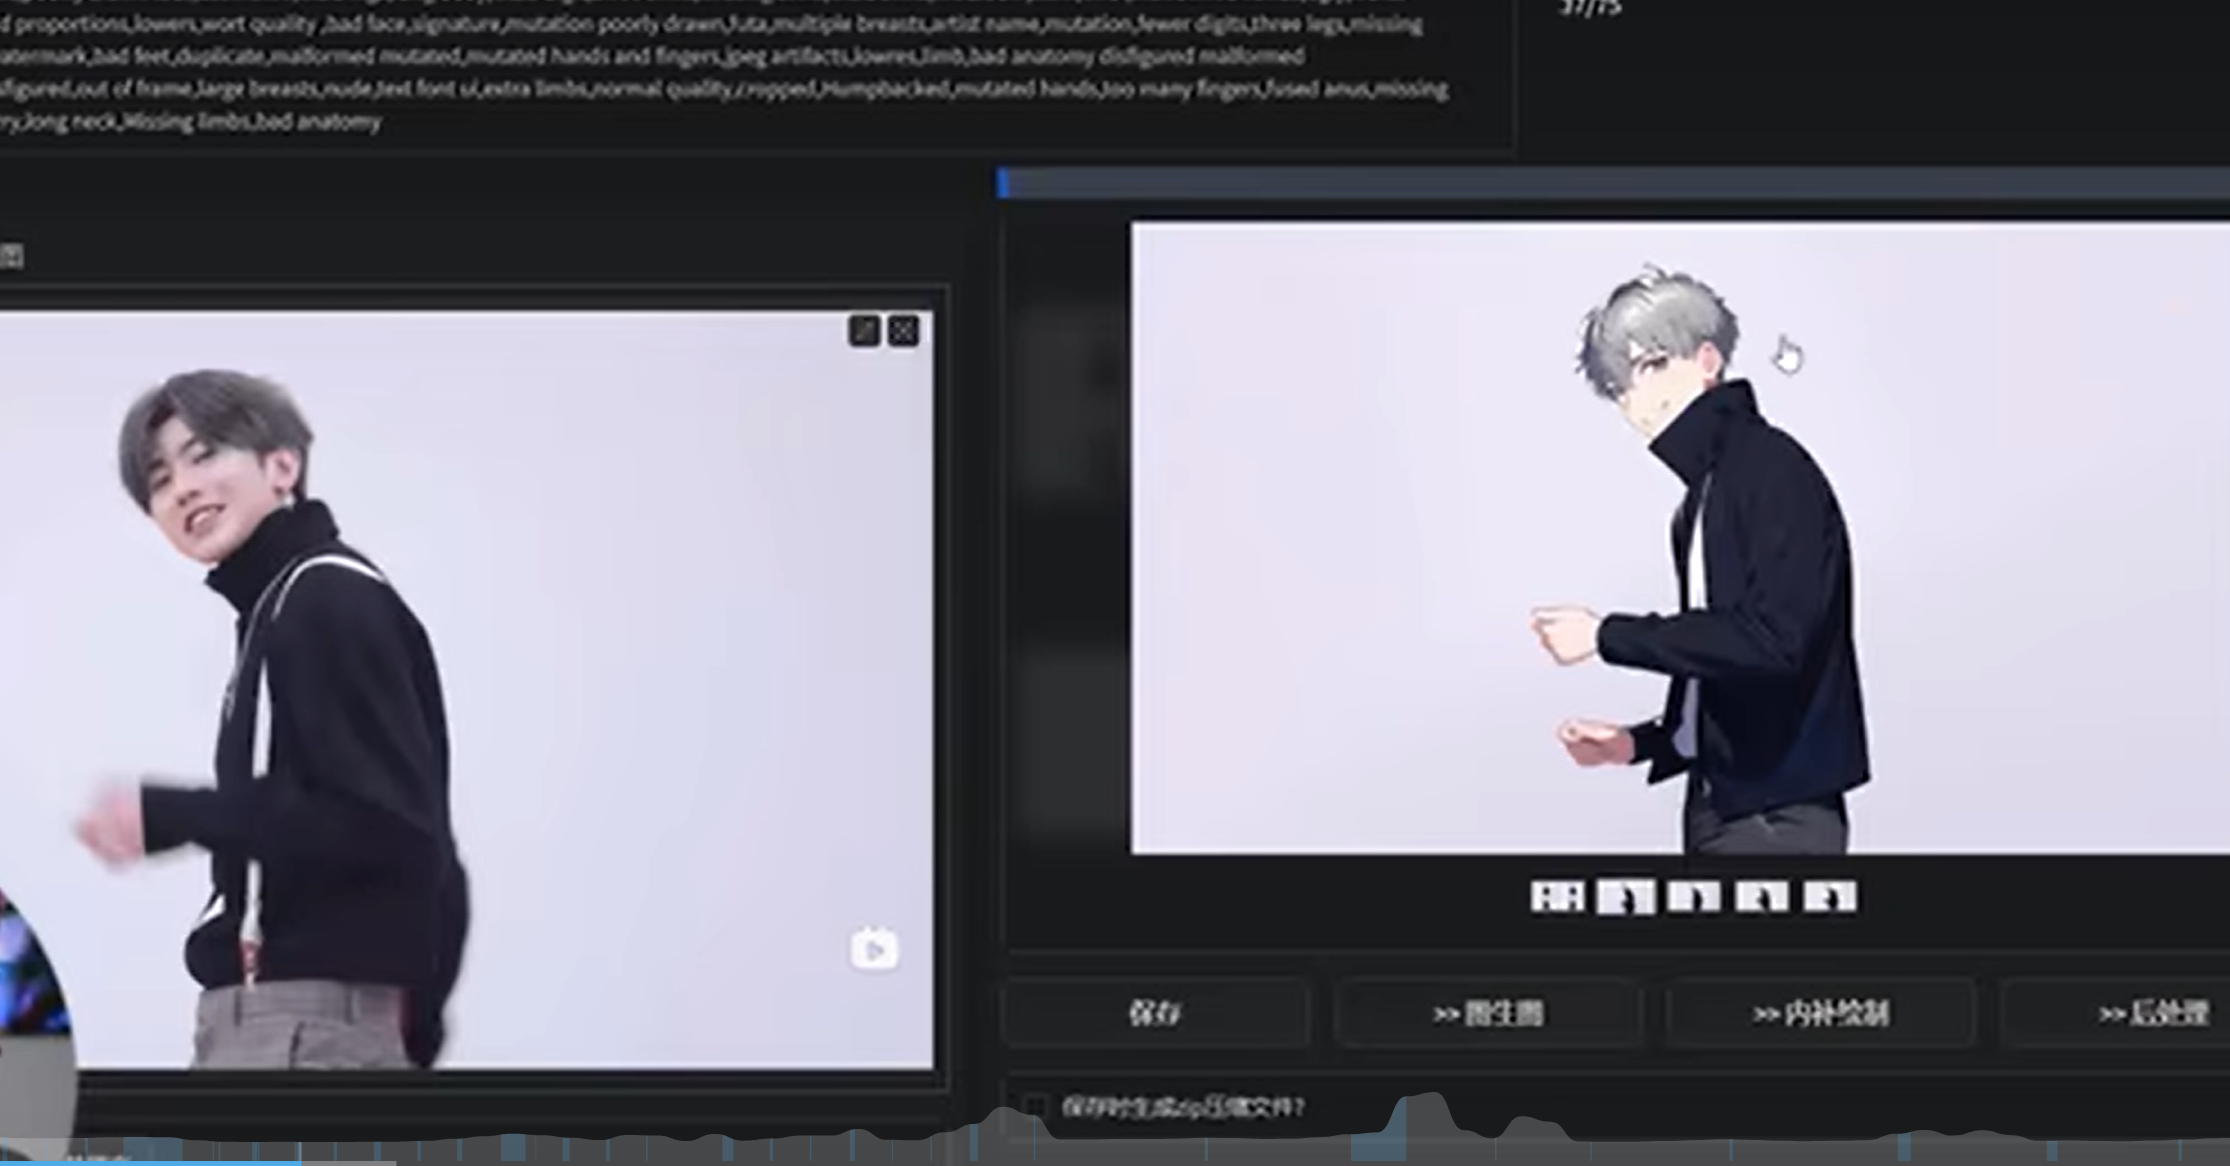 d proportions,lowers,wort quality ,bad face,signature,mutation poorly drawn,futa,multiple breasts,artist name,mutation,fewer digits,three legs,missing
37/75
atermark,bad feet,duplicate,malformed mutated,mutated hands and fingers,jpeg artifacts,lowres,limb,bad anatomy disfigured malformed
sfigured,out of frame,large breasts,nude,text font ui,extra limbs,normal quality,cropped,Humpbacked,mutated hands,too many fingers,fused anus,missing
ry,long neck,Missing limbs,bad anatomy
图
保存
>> 图生图
>> 内补绘制
>> 后处理
保存时生成zip压缩文件?